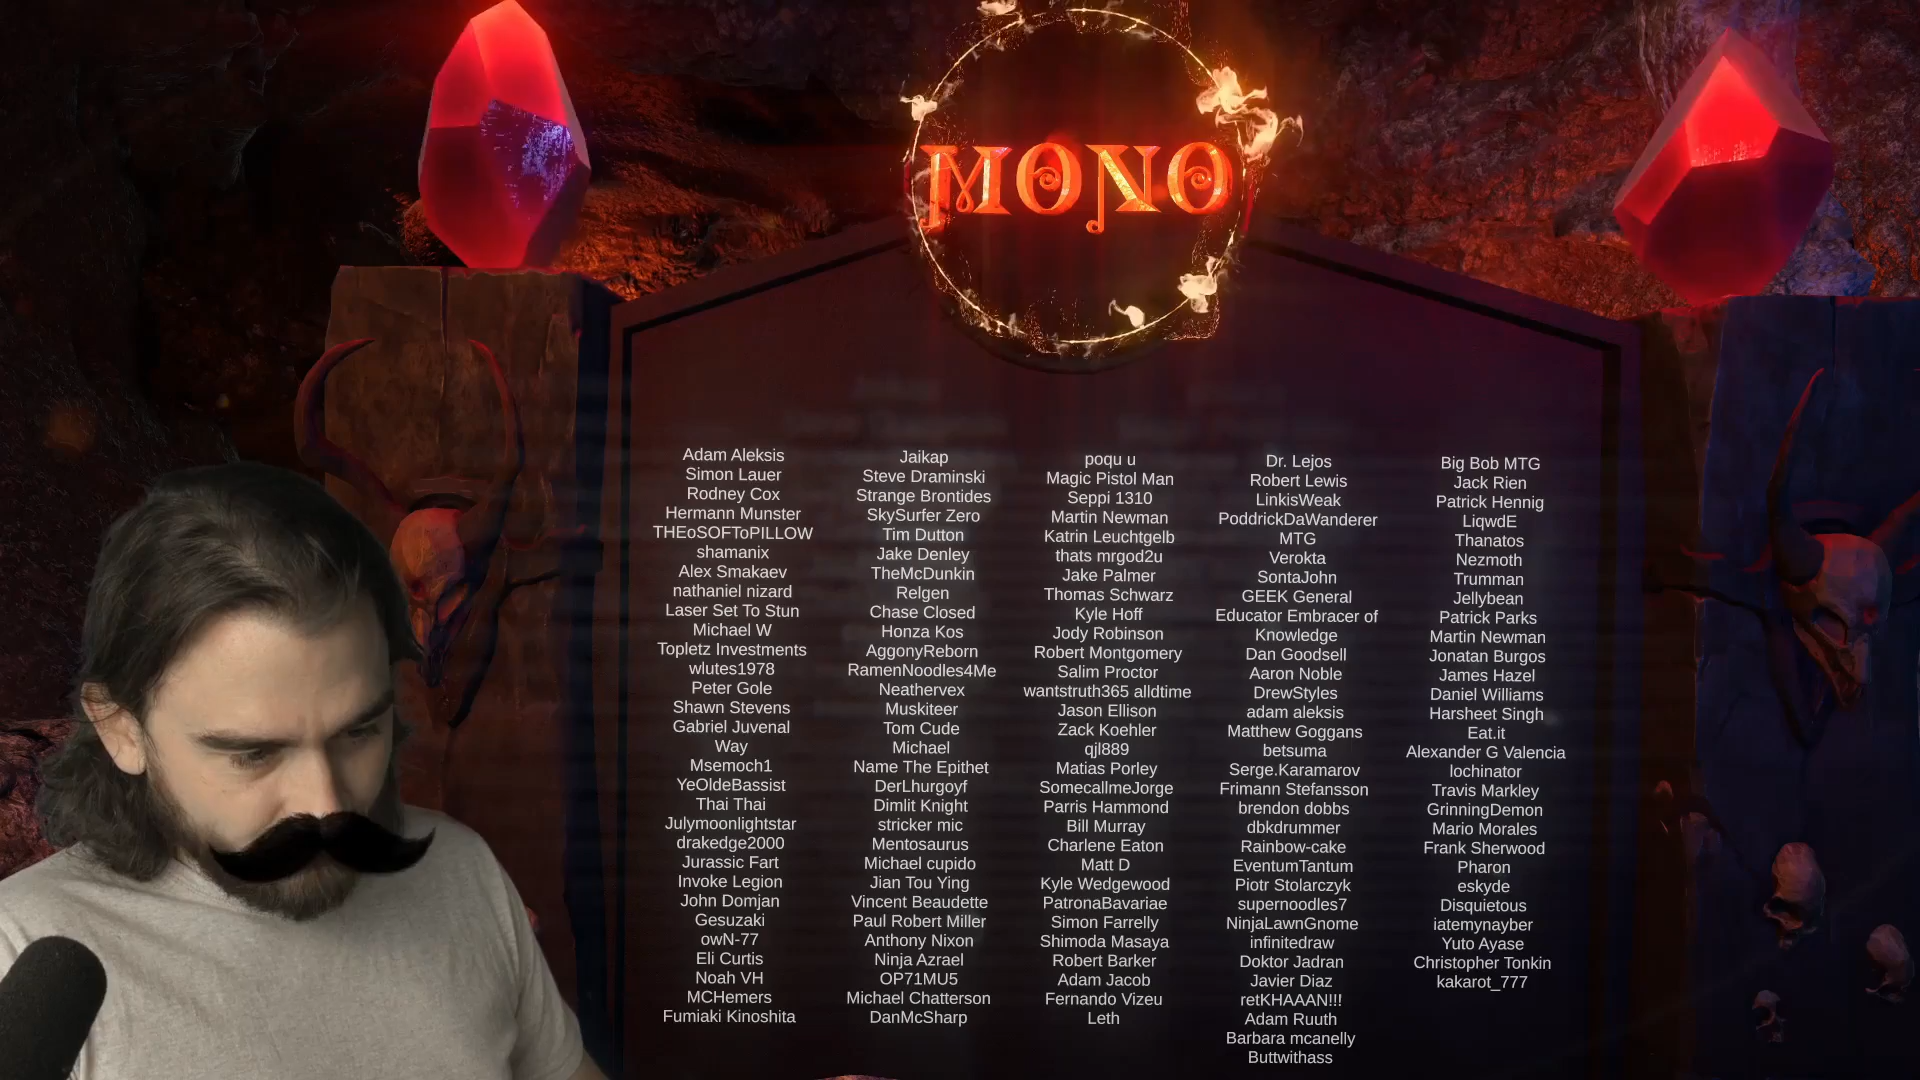 MONO
Adam Aleksis
Simon Lauer
Rodney Cox
Hermann Munster
THEoSOFToPILLOW
shamanix
Alex Smakaev
nathaniel nizard
Laser Set To Stun
Michael W
Topletz Investments
wlutes1978
Peter Gole
Shawn Stevens
Gabriel Juvenal
Way
Msemoch1
YeOldeBassist
Thai Thai
Julymoonlightstar
drakedge2000
Jurassic Fart
Invoke Legion
John Domjan
Gesuzaki
owN-77
Eli Curtis
Noah VH
MCHemers
Fumiaki Kinoshita
Jaikap
Steve Draminski
Strange Brontides
SkySurfer Zero
Tim Dutton
Jake Denley
TheMcDunkin
Relgen
Chase Closed
Honza Kos
AggonyReborn
RamenNoodles4Me
Neathervex
Muskiteer
Tom Cude
Michael
Name The Epithet
DerLhurgoyf
Dimlit Knight
stricker mic
Mentosaurus
Michael cupido
Jian Tou Ying
Vincent Beaudette
Paul Robert Miller
Anthony Nixon
Ninja Azrael
OP71MU5
Michael Chatterson
DanMcSharp
poqu u
Magic Pistol Man
Seppi 1310
Martin Newman
Katrin Leuchtgelb
thats mrgod2u
Jake Palmer
Thomas Schwarz
Kyle Hoff
Jody Robinson
Robert Montgomery
Salim Proctor
wantstruth365 alldtime
Jason Ellison
Zack Koehler
qjl889
Matias Porley
SomecallmeJorge
Parris Hammond
Bill Murray
Charlene Eaton
Matt D
Kyle Wedgewood
PatronaBavariae
Simon Farrelly
Shimoda Masaya
Robert Barker
Adam Jacob
Fernando Vizeu
Leth
Dr. Lejos
Robert Lewis
LinkisWeak
PoddrickDaWanderer
MTG
Verokta
SontaJohn
GEEK General
Educator Embracer of
Knowledge
Dan Goodsell
Aaron Noble
DrewStyles
adam aleksis
Matthew Goggans
betsuma
Serge.Karamarov
Frimann Stefansson
brendon dobbs
dbkdrummer
Rainbow-cake
EventumTantum
Piotr Stolarczyk
supernoodles7
NinjaLawnGnome
infinitedraw
Doktor Jadran
Javier Diaz
retKHAAAN!!!
Adam Ruuth
Barbara mcanelly
Buttwithass
Big Bob MTG
Jack Rien
Patrick Hennig
LiqwdE
Thanatos
Nezmoth
Trumman
Jellybean
Patrick Parks
Martin Newman
Jonatan Burgos
James Hazel
Daniel Williams
Harsheet Singh
Eat.it
Alexander G Valencia
lochinator
Travis Markley
GrinningDemon
Mario Morales
Frank Sherwood
Pharon
eskyde
Disquietous
iatemynayber
Yuto Ayase
Christopher Tonkin
kakarot_777